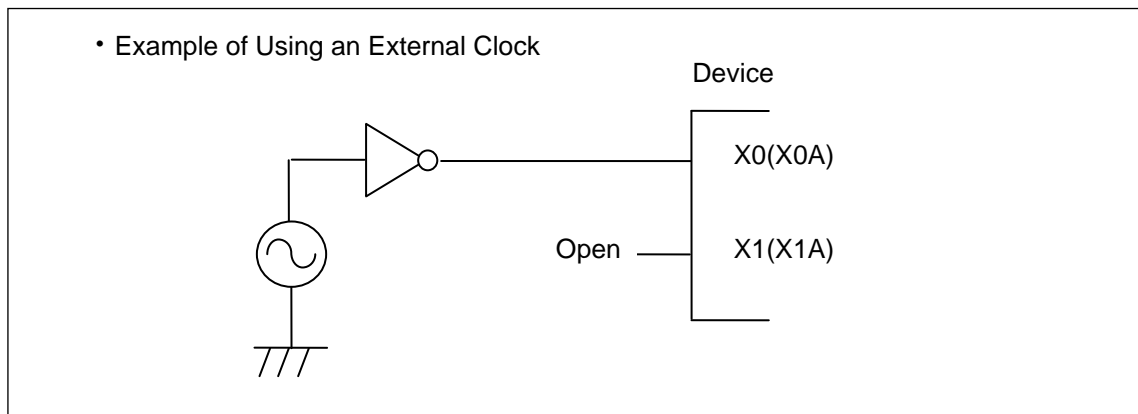 ・Example of Using an External Clock
Device
X0(X0A)
Open
X1(X1A)